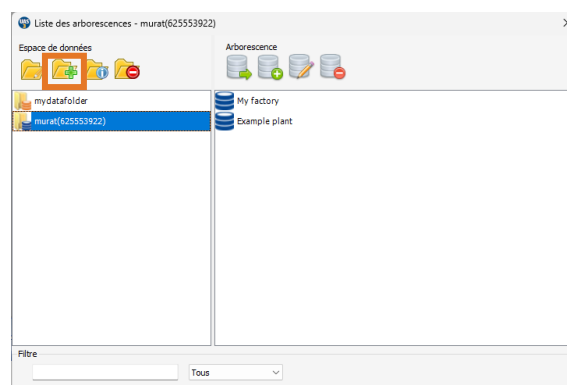 Liste des arborescences - murat(625553922)
Espace de données
Arborescence
mydatafolder
murat(625553922)
My factory
Example plant
Filtre
Tous